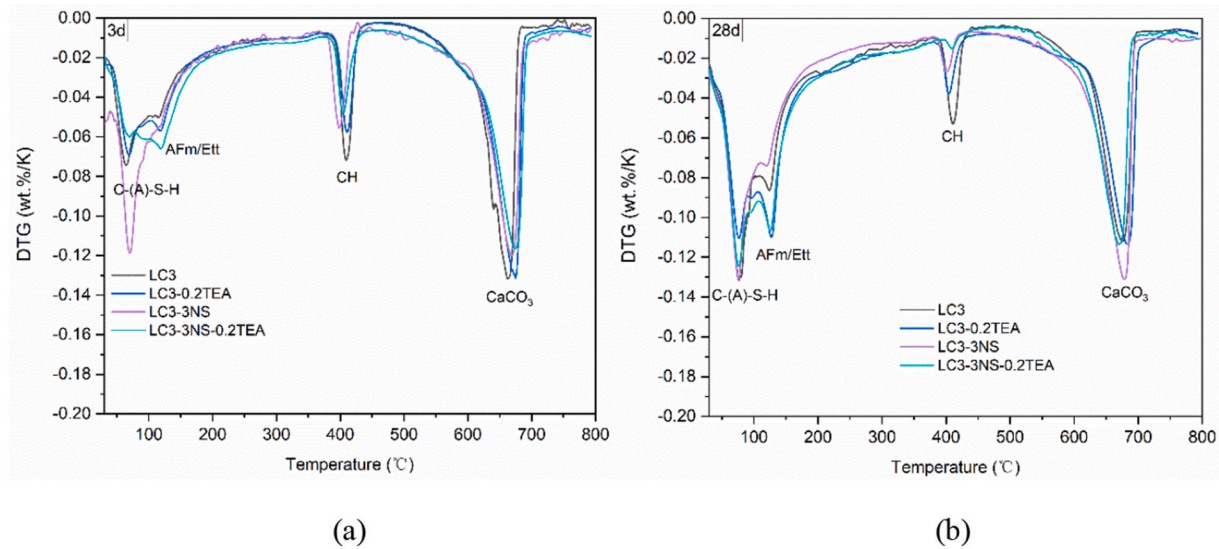 3d
0.00
-0.02
-0.04
-0.06
-0.08
-0.10
-0.12
-0.14
-0.16
-0.18
-0.20
DTG (wt.%/K)
AFm/Ett
C-(A)-S-H
CH
CaCO3
LC3
LC3-0.2TEA
LC3-3NS
LC3-3NS-0.2TEA
100 200 300 400 500 600 700 800
Temperature (℃)
(a)
28d
0.00
-0.02
-0.04
-0.06
-0.08
-0.10
-0.12
-0.14
-0.16
-0.18
-0.20
DTG (wt.%/K)
CH
AFm/Ett
C-(A)-S-H
CaCO3
LC3
LC3-0.2TEA
LC3-3NS
LC3-3NS-0.2TEA
100 200 300 400 500 600 700 800
Temperature (℃)
(b)